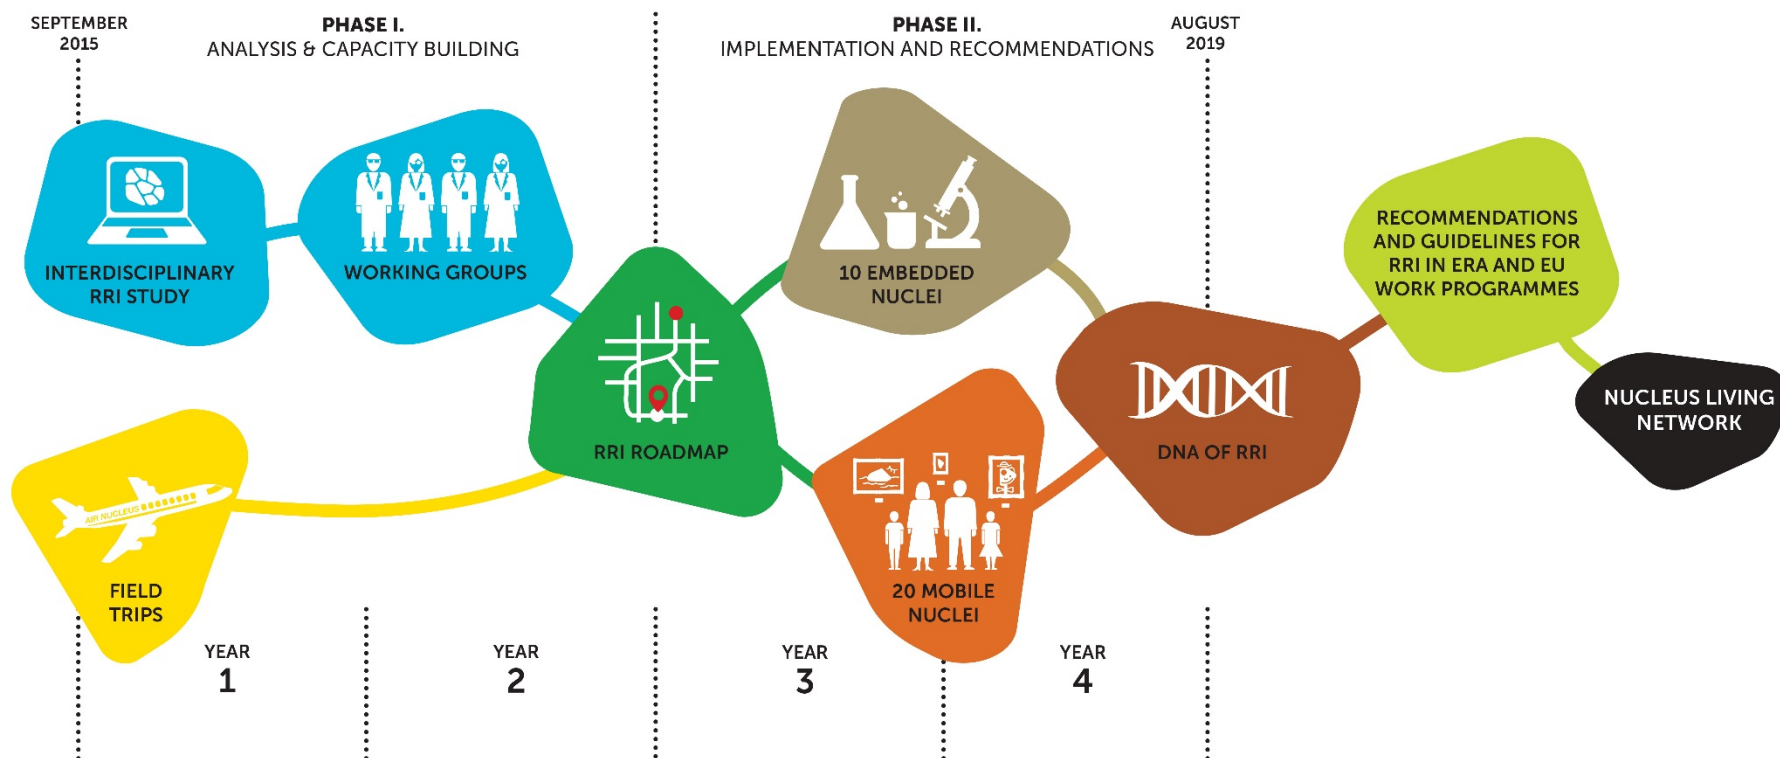 SEPTEMBER
2015
PHASE I.
ANALYSIS & CAPACITY BUILDING
PHASE II.
IMPLEMENTATION AND RECOMMENDATIONS
AUGUST
2019
INTERDISCIPLINARY
RRI STUDY
WORKING GROUPS
10 EMBEDDED
NUCLEI
RECOMMENDATIONS
AND GUIDELINES FOR
RRI IN ERA AND EU
WORK PROGRAMMES
RRI ROADMAP
DNA OF RRI
NUCLEUS LIVING
NETWORK
AIR NUCLEUS
FIELD
TRIPS
20 MOBILE
NUCLEI
YEAR
1
YEAR
2
YEAR
3
YEAR
4